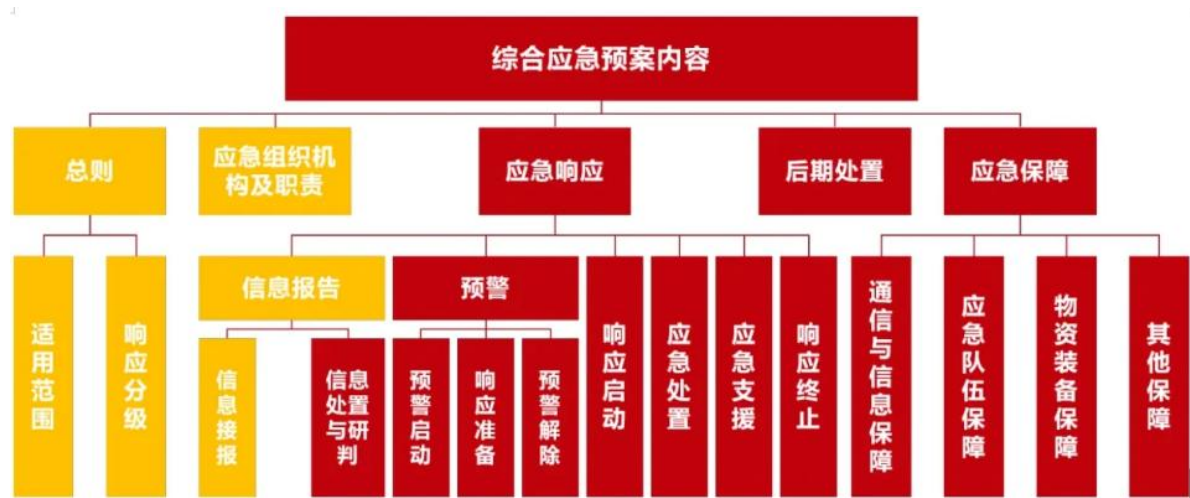 综合应急预案内容
总则
应急组织机
构及职责
应急响应
后期处置
应急保障
适用范围
响应分级
信息报告
预警
响应启动
应急处置
应急支援
响应终止
通信与信息保障
应急队伍保障
物资装备保障
其他保障
信息接报
信息
处置
与研
判
预警启动
响应准备
预警解除